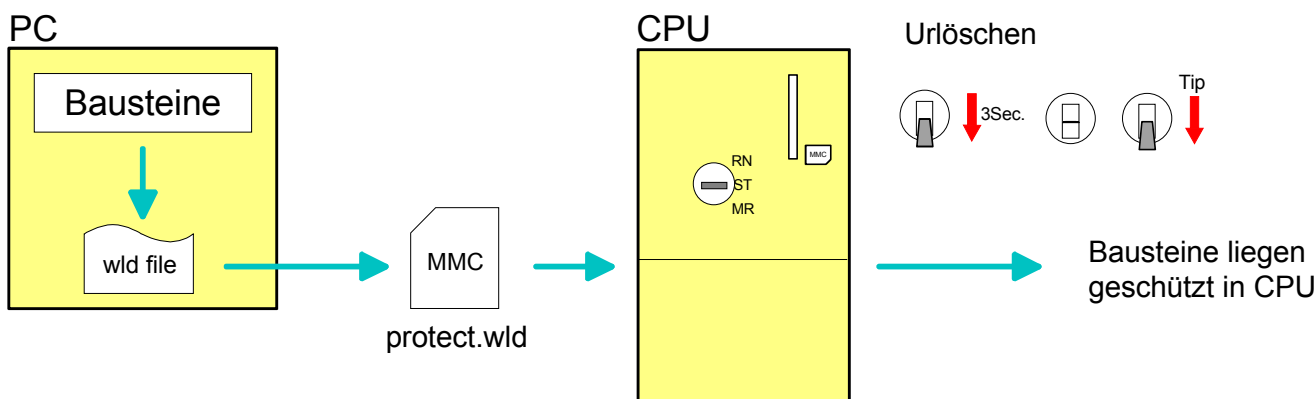 PC
Bausteine
wld file
MMC
protect.wld
CPU
MMC
RN
ST
MR
Urlöschen
3Sec.
Tip
Bausteine liegen
geschützt in CPU